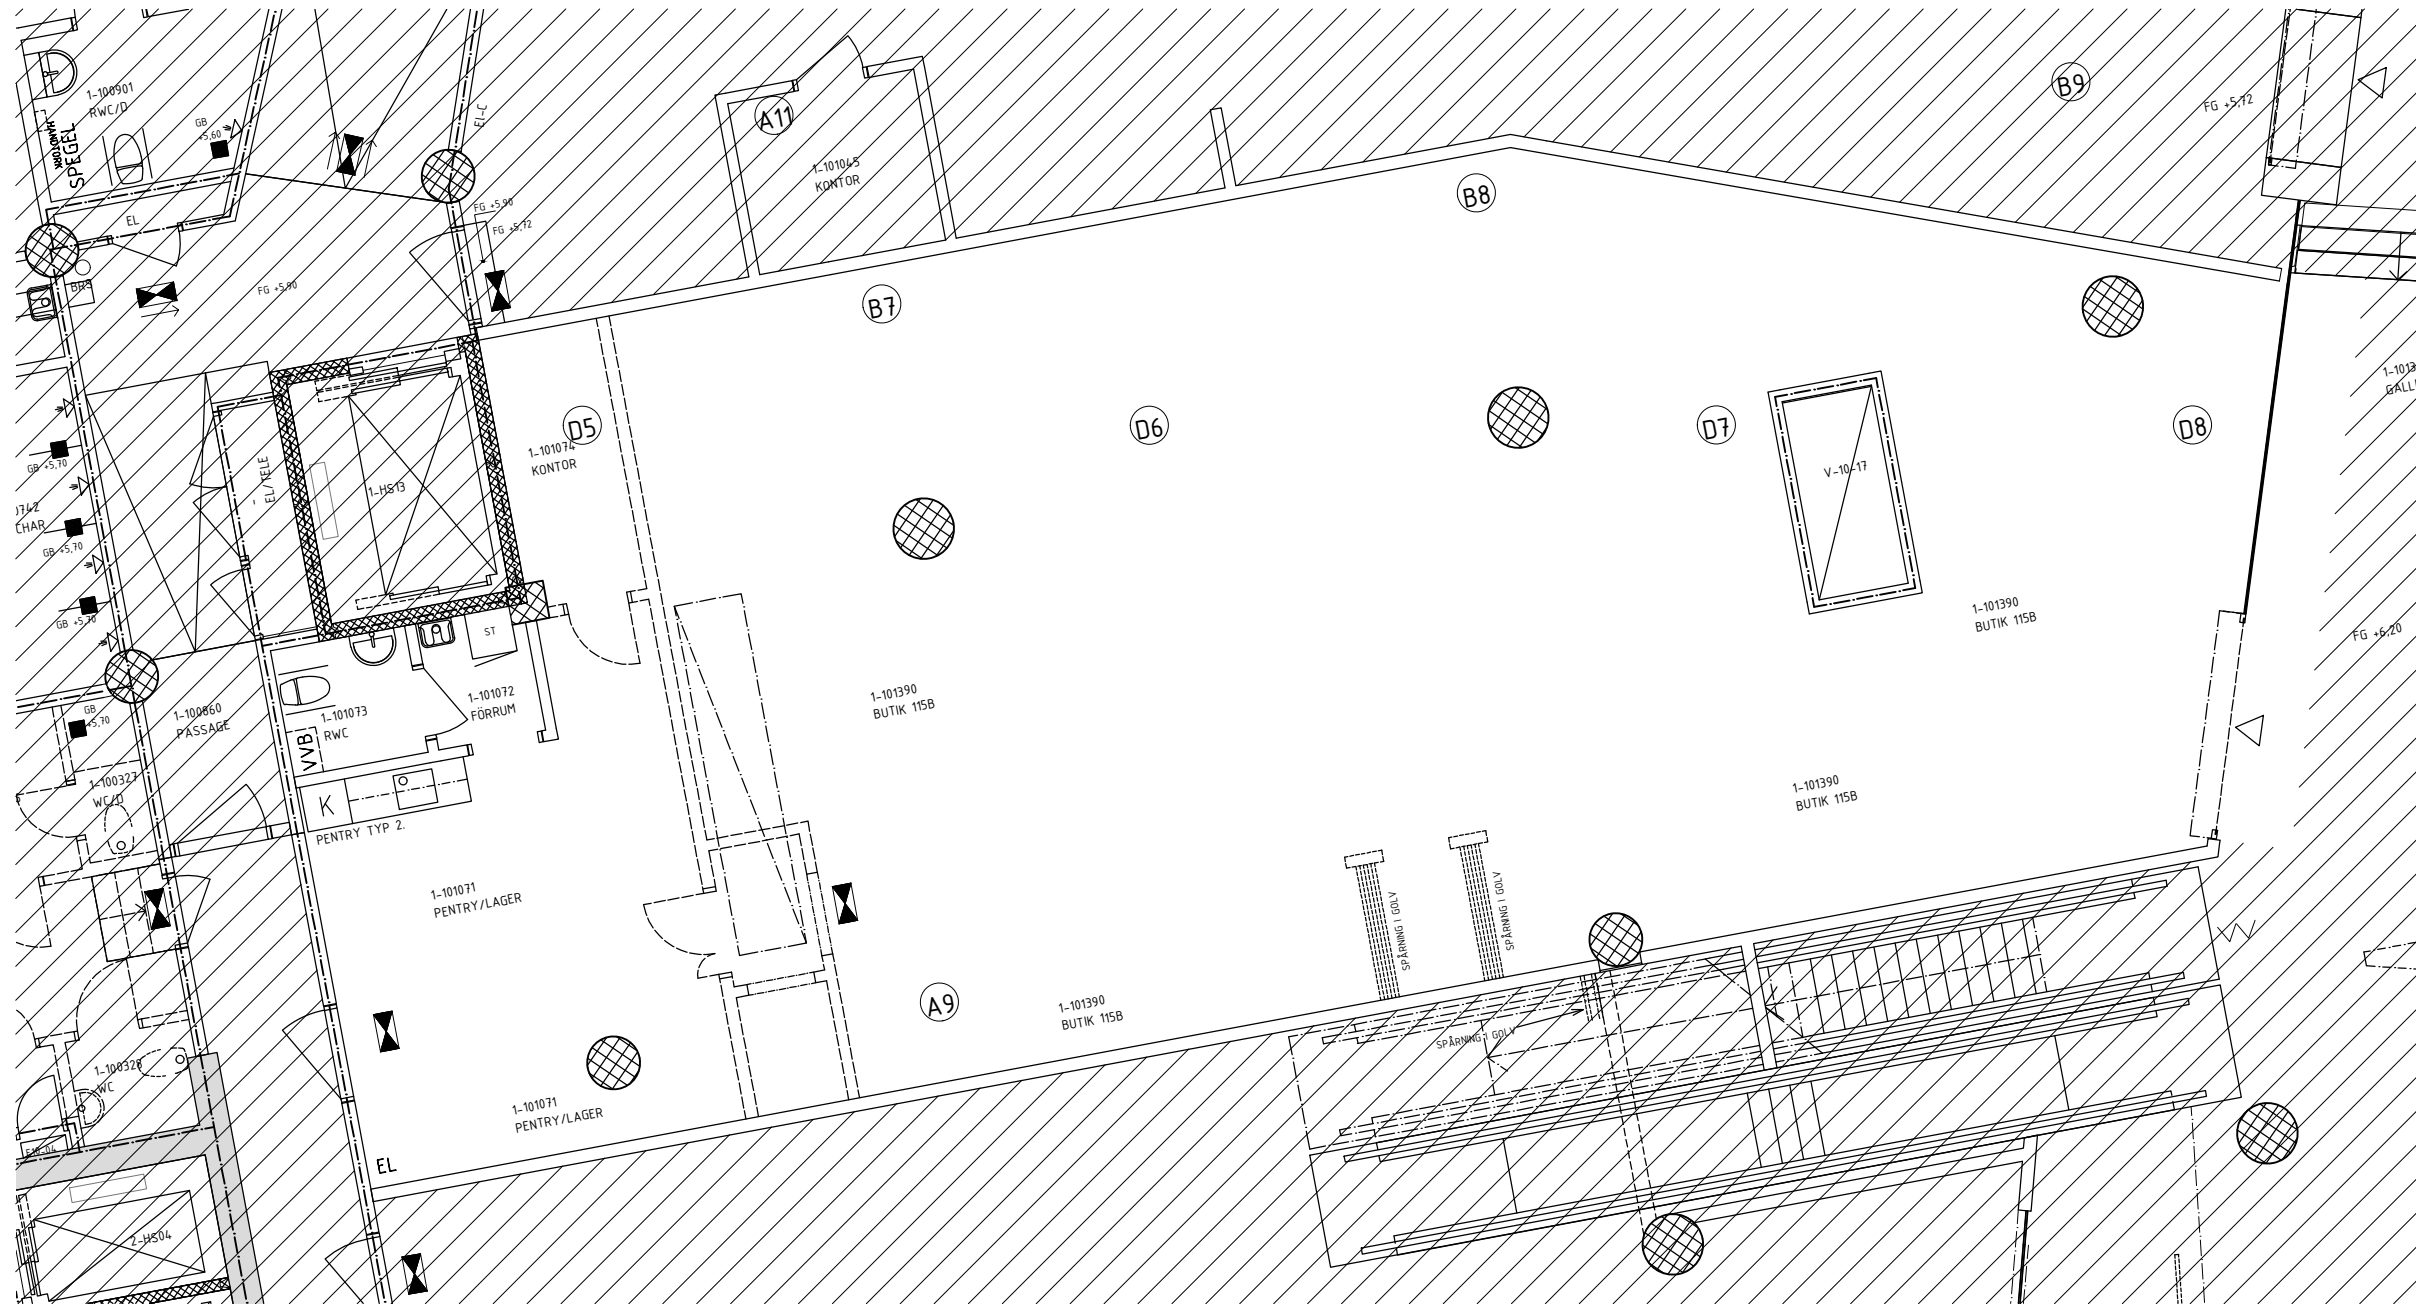 1-100901
RWC/D
HANDTORK
SPEGEL
GB
+5,60
EL
BRS
FG +5,90
EI-C
FG +5,90
FG +5,72
A11
1-101045
KONTOR
B7
B8
B9
FG +5,72
FG +6,20
D5
D6
D7
D8
1-101074
KONTOR
EL/TELE
1-HS13
V-10-17
GB +5,70
GB +5,70
GB +5,70
GB
+5,70
1-100860
PASSAGE
1-101073
RWC
VVB
ST
1-101072
FÖRRUM
K
PENTRY TYP 2.
1-101390
BUTIK 115B
1-101390
BUTIK 115B
1-101390
BUTIK 115B
1-101390
BUTIK 115B
1-100327
WC/D
1-101071
PENTRY/LAGER
1-101071
PENTRY/LAGER
A9
SPÅRNING I GOLV
SPÅRNING I GOLV
SPÅRNING I GOLV
1-100328
WC
EL
2-HS04